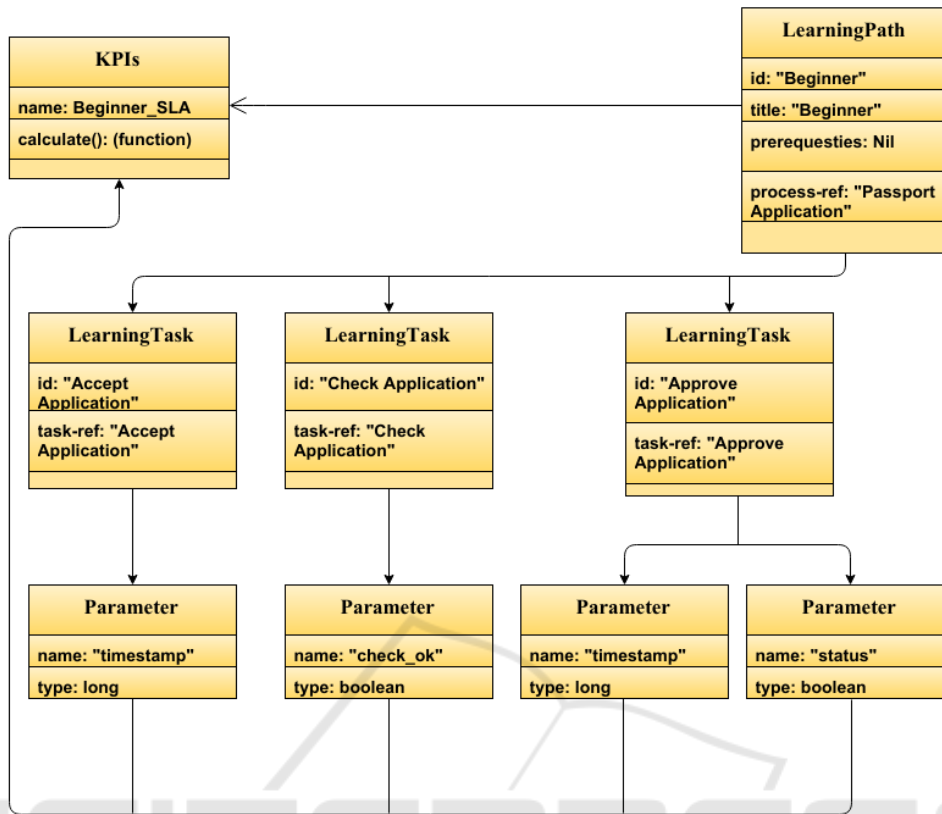 KPIs
name: Beginner_SLA
calculate(): (function)
LearningPath
id: "Beginner"
title: "Beginner"
prerequesties: Nil
process-ref: "Passport
Application"
LearningTask
id: "Accept
Application"
task-ref: "Accept
Application"
LearningTask
id: "Check Application"
task-ref: "Check
Application"
LearningTask
id: "Approve
Application"
task-ref: "Approve
Application"
Parameter
name: "timestamp"
type: long
Parameter
name: "check_ok"
type: boolean
Parameter
name: "timestamp"
type: long
Parameter
name: "status"
type: boolean